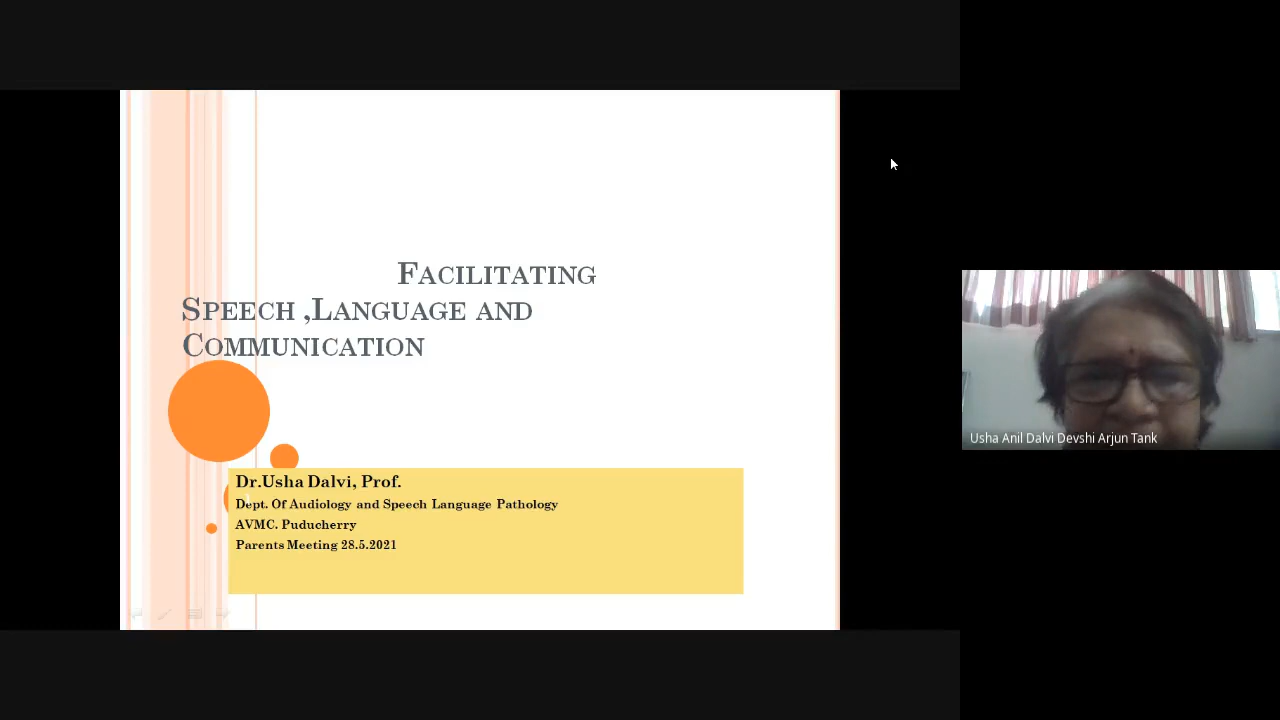 Facilitating
Speech ,Language and
Communication
Dr.Usha Dalvi, Prof.
Dept. Of Audiology and Speech Language Pathology
AVMC. Puducherry
Parents Meeting 28.5.2021
Usha Anil Dalvi Devshi Arjun Tank